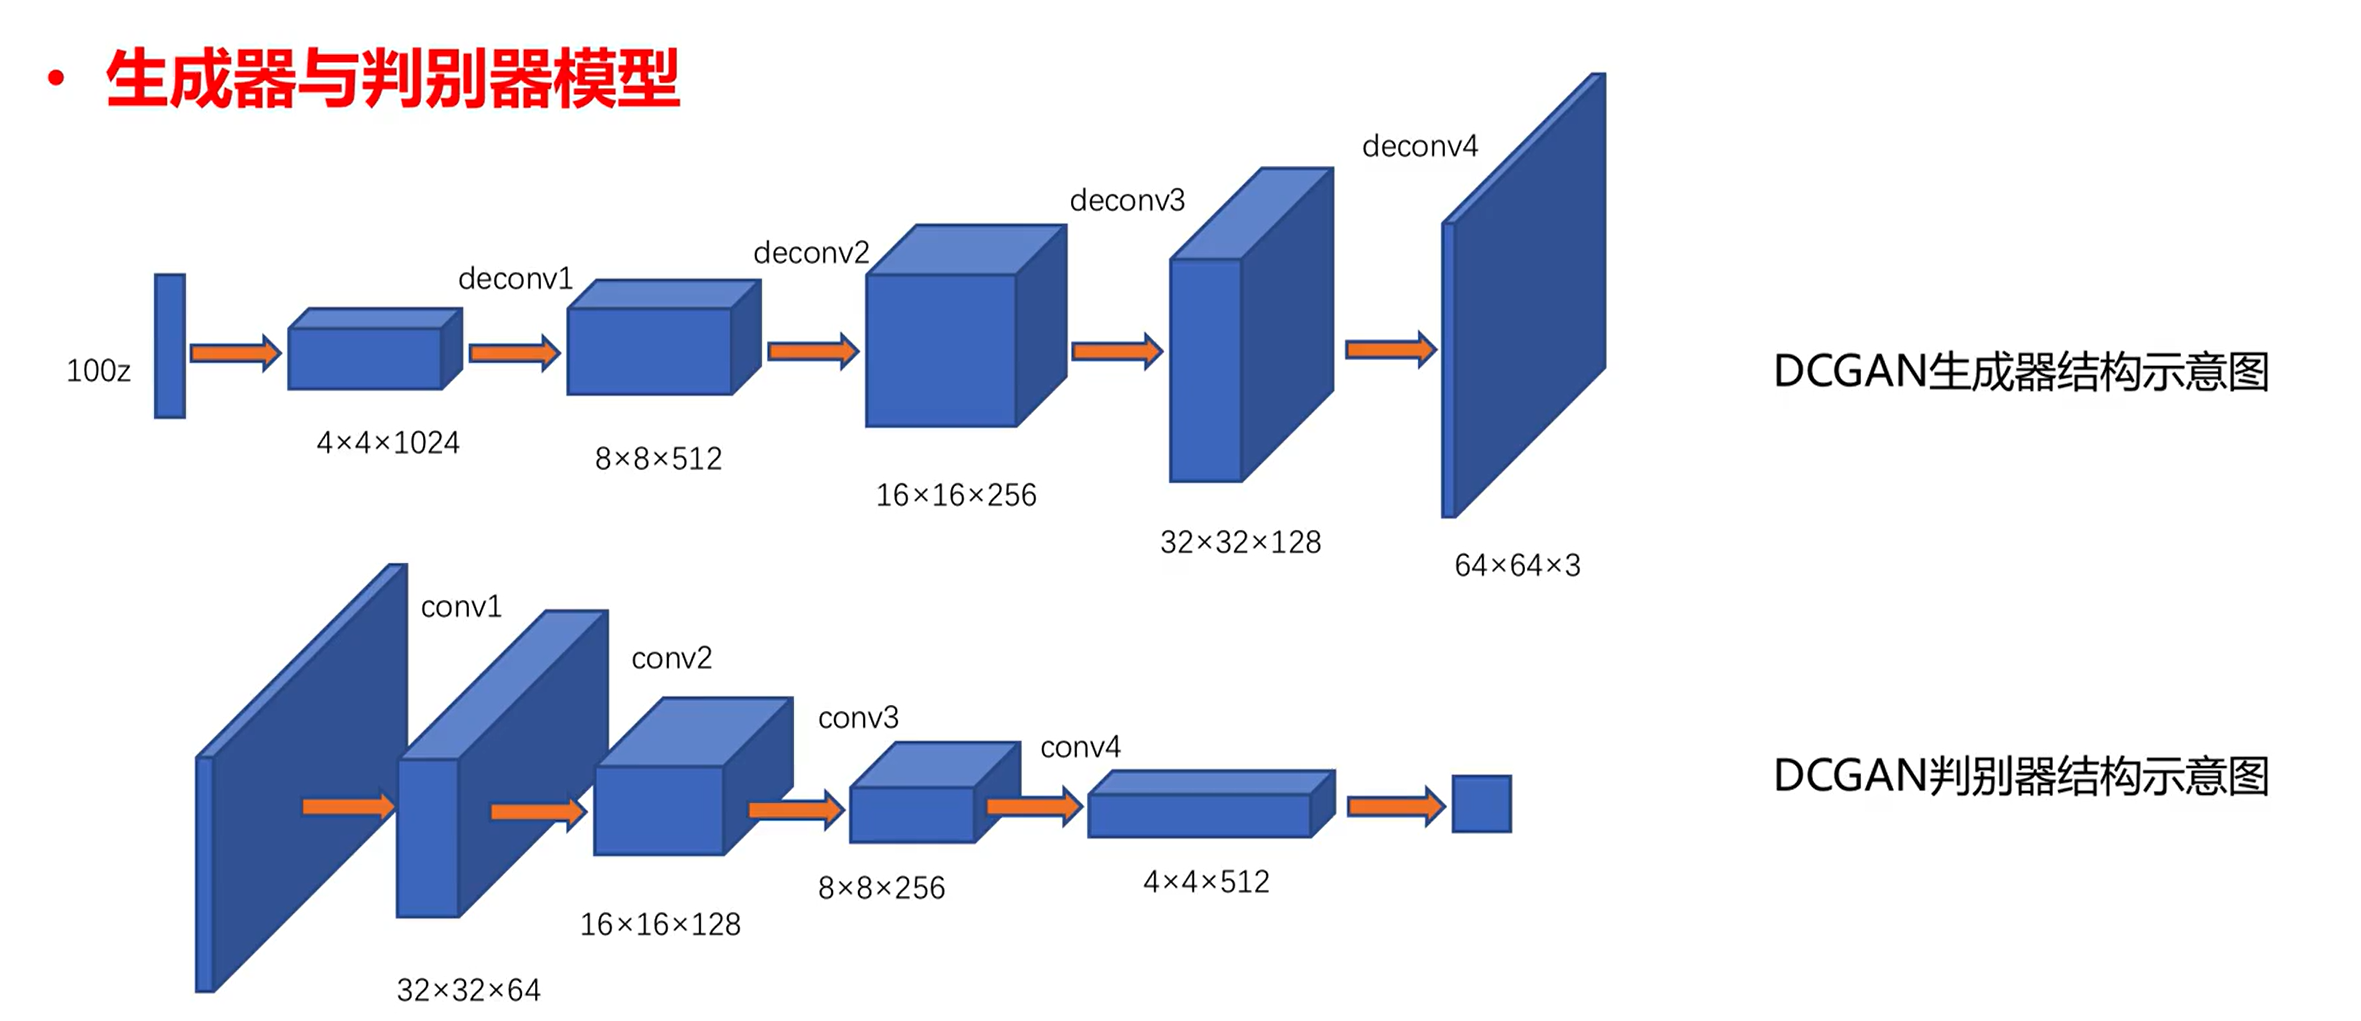 • 生成器与判别器模型
deconv4
deconv3
deconv2
deconv1
100z
4×4×1024
8×8×512
16×16×256
32×32×128
64×64×3
DCGAN生成器结构示意图
conv1
conv2
conv3
conv4
32×32×64
16×16×128
8×8×256
4×4×512
DCGAN判别器结构示意图